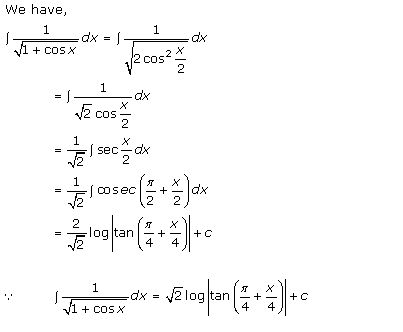 We have,
∫ 1/√(1 + cos x) dx = ∫ 1/√(2 cos² x/2) dx
= ∫ 1/(√2 cos x/2) dx
= 1/√2 ∫ sec x/2 dx
= 1/√2 ∫ cosec (π/2 + x/2) dx
= 2/√2 log |tan (π/4 + x/4)| + c
∵ ∫ 1/√(1 + cos x) dx = √2 log |tan (π/4 + x/4)| + c